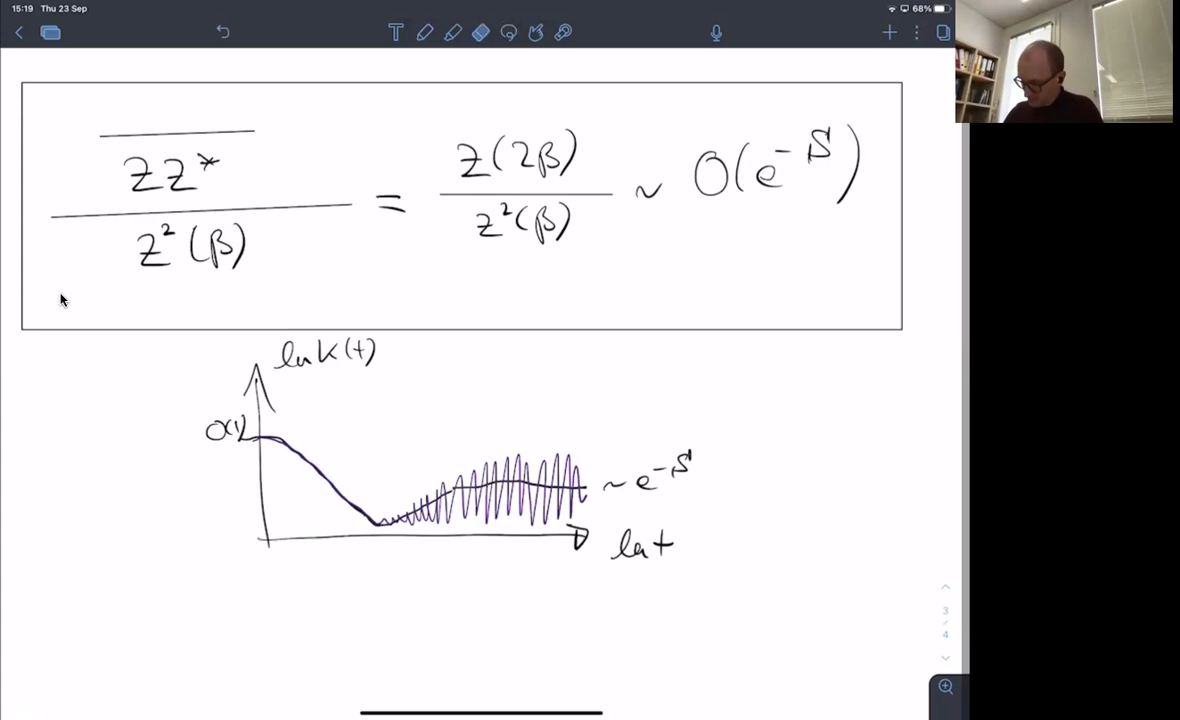 15:19 Thu 23 Sep
68%
T
ZZ* / Z²(β) = Z(2β) / Z²(β) ~ O(e^{-S})
ln K(t)
O(1)
~ e^{-S}
ln t
3
/
4